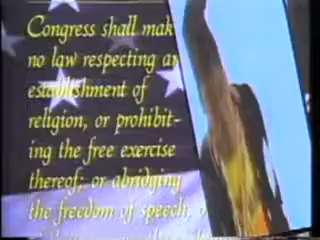 Congress shall mak
no law respecting a
establishment of
religion, or prohibit-
ing the free exercise
thereof; or abridging
the freedom of speech,